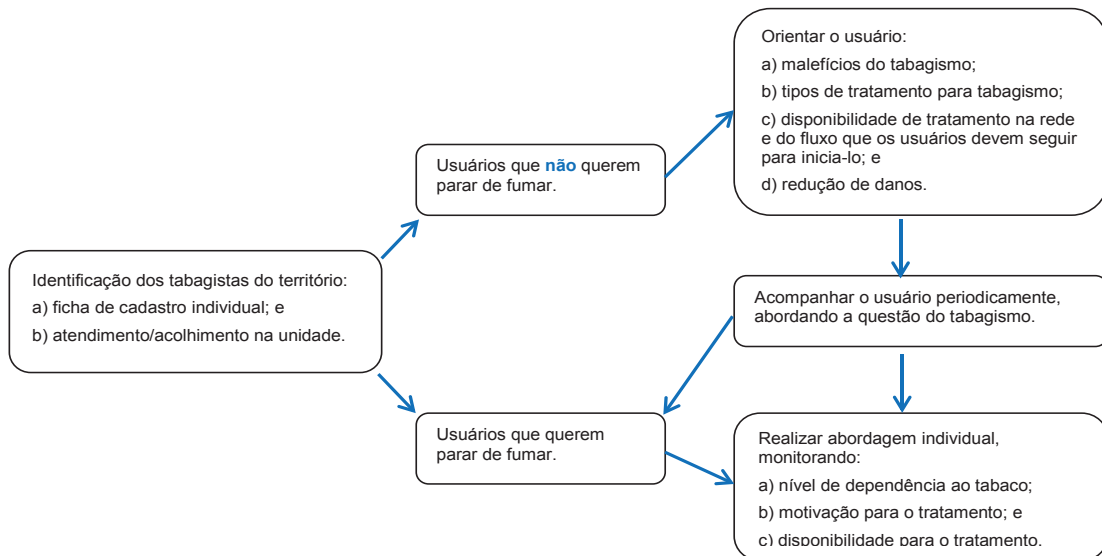 Identificação dos tabagistas do território:
a) ficha de cadastro individual; e
b) atendimento/acolhimento na unidade.
Usuários que não querem
parar de fumar.
Orientar o usuário:
a) malefícios do tabagismo;
b) tipos de tratamento para tabagismo;
c) disponibilidade de tratamento na rede
e do fluxo que os usuários devem seguir
para inicia-lo; e
d) redução de danos.
Acompanhar o usuário periodicamente,
abordando a questão do tabagismo.
Usuários que querem
parar de fumar.
Realizar abordagem individual,
monitorando:
a) nível de dependência ao tabaco;
b) motivação para o tratamento; e
c) disponibilidade para o tratamento.